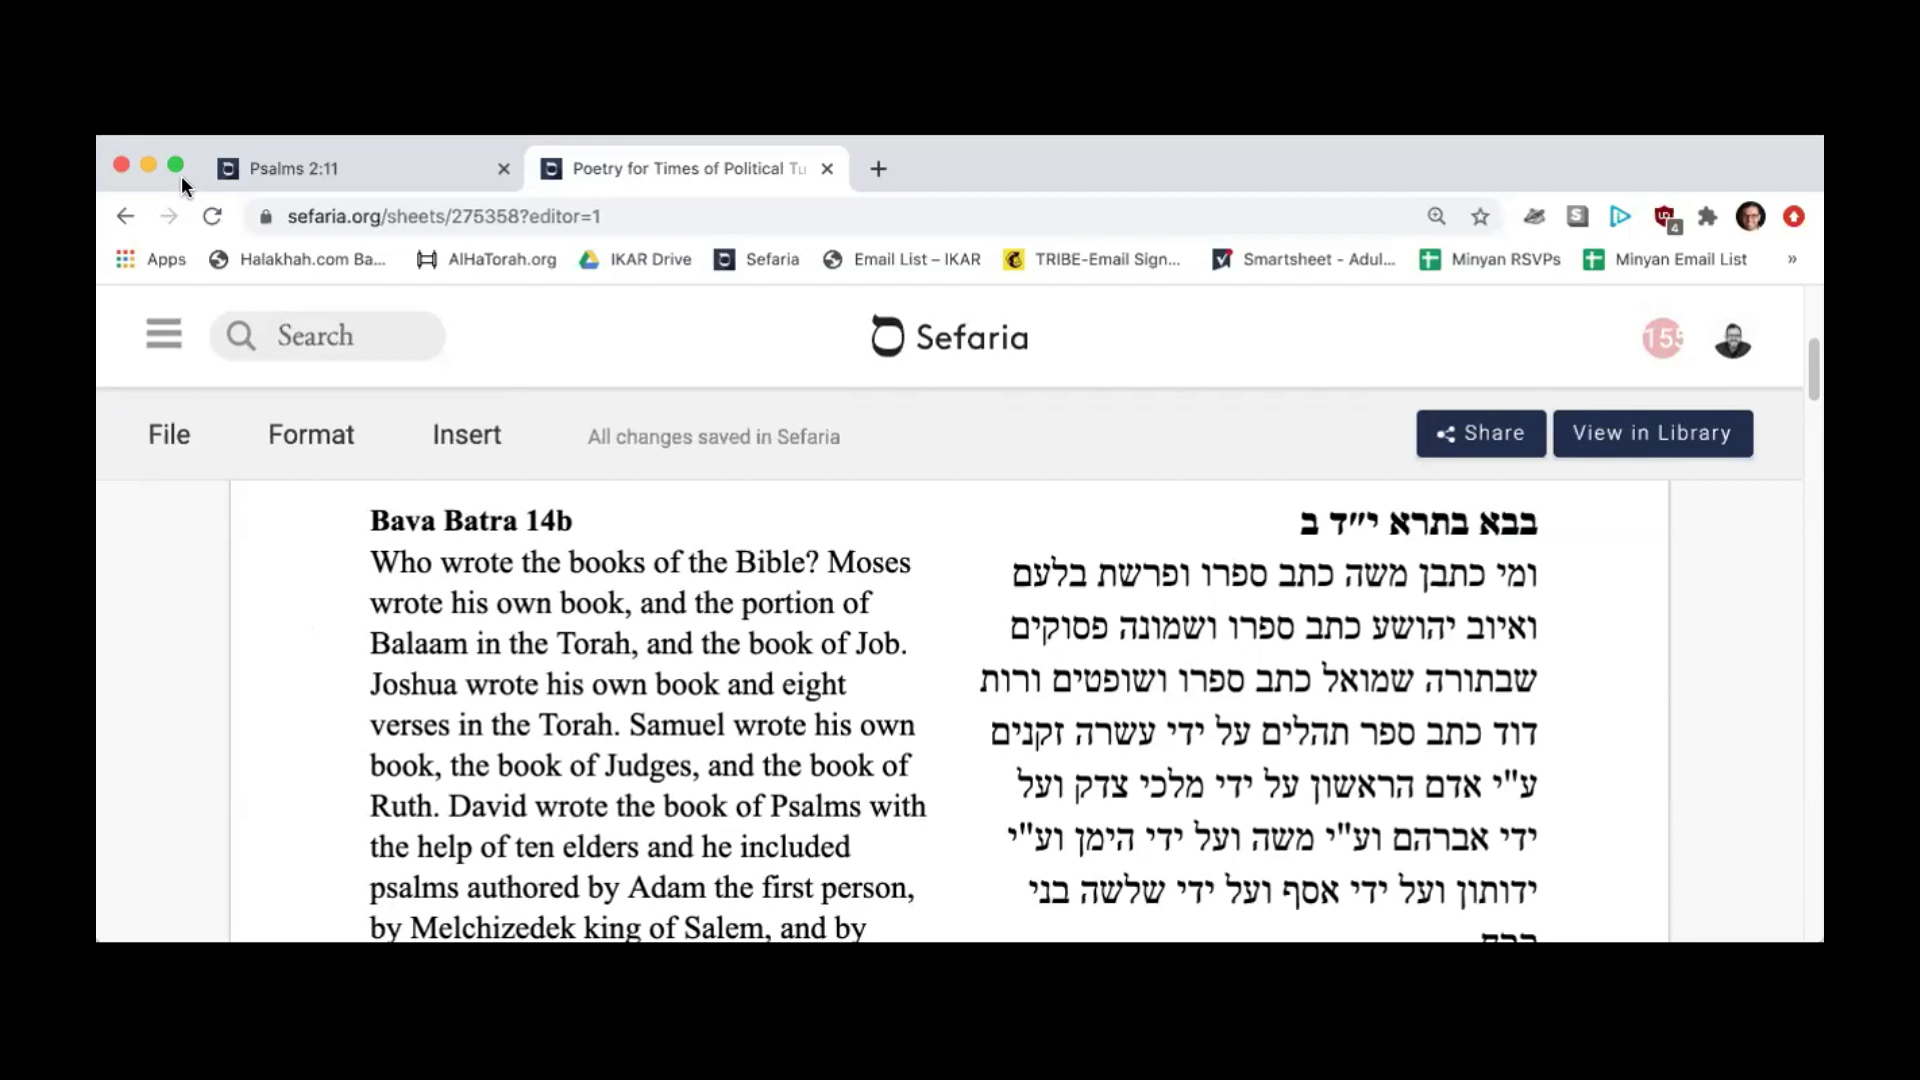 Psalms 2:11
Poetry for Times of Political Tu
sefaria.org/sheets/275358?editor=1
4
Apps
Halakhah.com Ba...
AlHaTorah.org
IKAR Drive
Sefaria
Email List – IKAR
TRIBE-Email Sign...
Smartsheet - Adul...
Minyan RSVPs
Minyan Email List
»
Search
Sefaria
155
File
Format
Insert
All changes saved in Sefaria
Share
View in Library
Bava Batra 14b
Who wrote the books of the Bible? Moses
wrote his own book, and the portion of
Balaam in the Torah, and the book of Job.
Joshua wrote his own book and eight
verses in the Torah. Samuel wrote his own
book, the book of Judges, and the book of
Ruth. David wrote the book of Psalms with
the help of ten elders and he included
psalms authored by Adam the first person,
by Melchizedek king of Salem, and by
בבא בתרא י״ד ב
ומי כתבן משה כתב ספרו ופרשת בלעם
ואיוב יהושע כתב ספרו ושמונה פסוקים
שבתורה שמואל כתב ספרו ושופטים ורות
דוד כתב ספר תהלים על ידי עשרה זקנים
ע"י אדם הראשון על ידי מלכי צדק ועל
ידי אברהם וע"י משה ועל ידי הימן וע"י
ידותון ועל ידי אסף ועל ידי שלשה בני